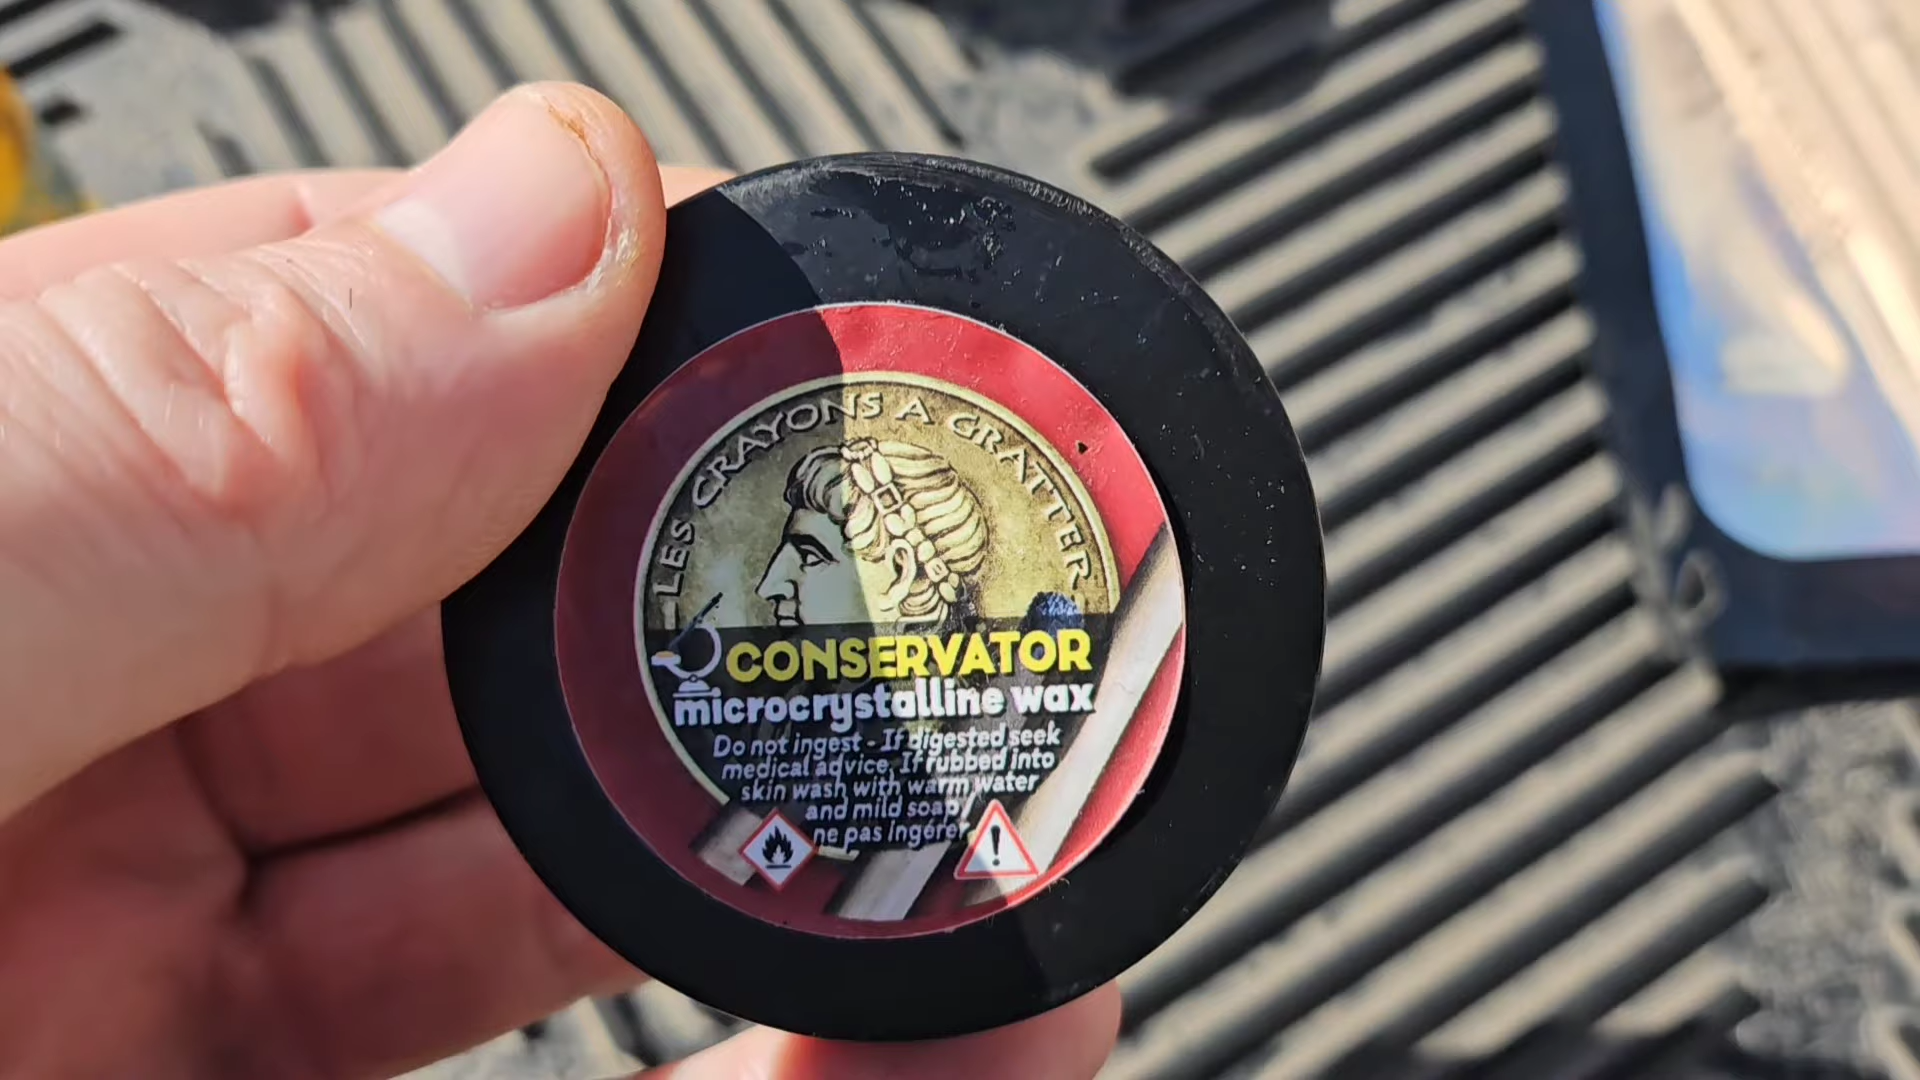 LES CRAYONS A GRATTER
CONSERVATOR
microcrystalline wax
Do not ingest - If digested seek
medical advice. If rubbed into
skin wash with warm water
and mild soap
ne pas ingérer